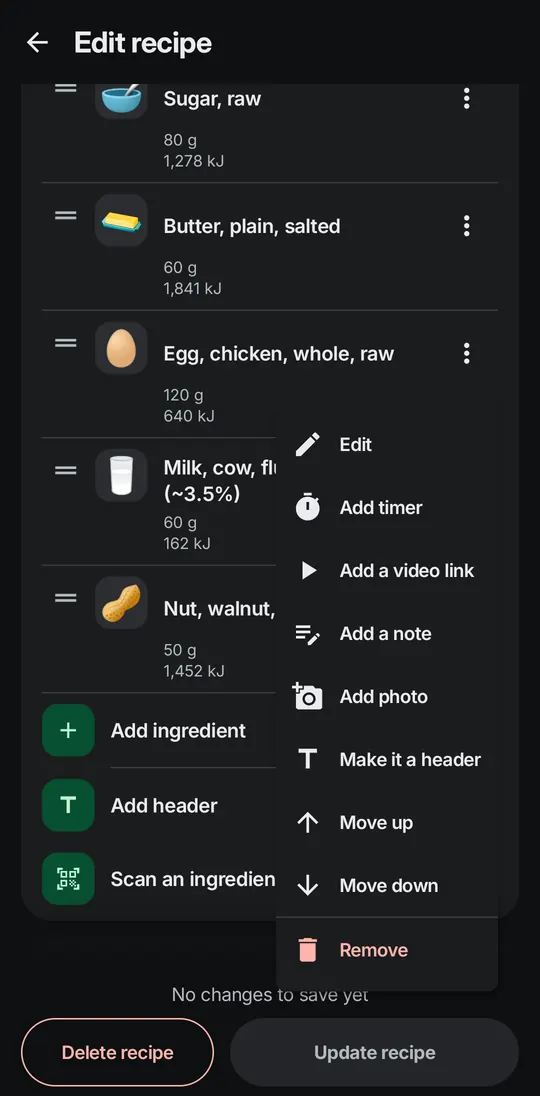 Edit recipe
Sugar, raw
80 g
1,278 kJ
Butter, plain, salted
60 g
1,841 kJ
Egg, chicken, whole, raw
120 g
640 kJ
Milk, cow,
(~3.5%)
60 g
162 kJ
Nut, walnut,
50 g
1,452 kJ
Add ingredient
Add header
Scan an
Edit
Add timer
Add a video link
Add a note
Add photo
Make it a header
Move up
Move down
Remove
No changes to save yet
Delete recipe
Update recipe